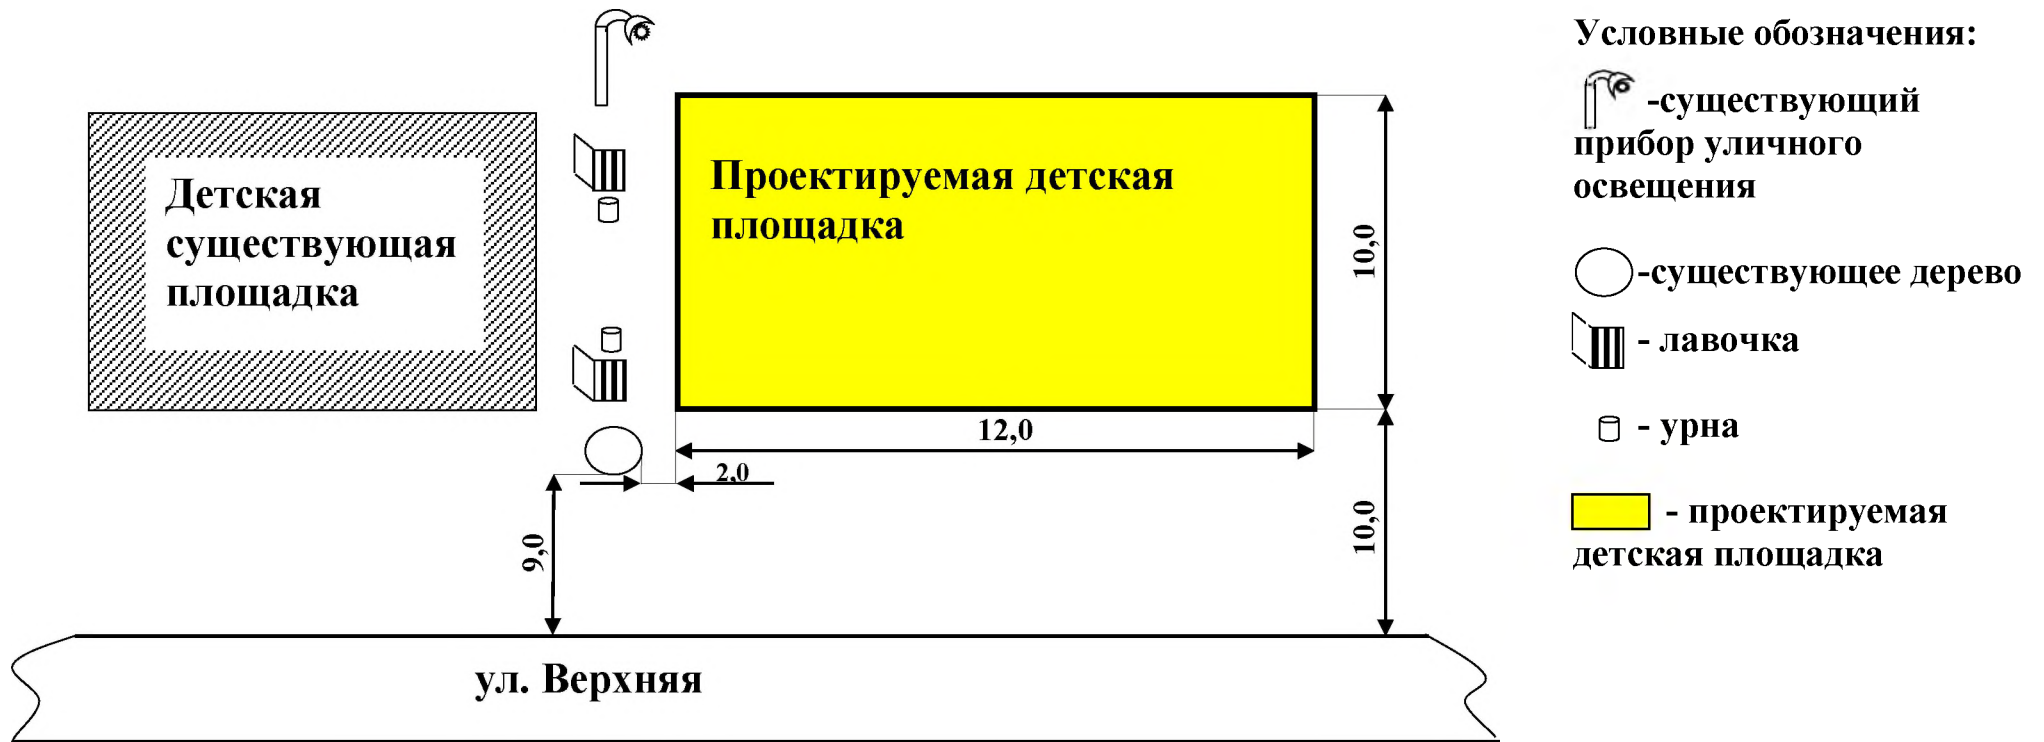 Детская
существующая
площадка
Проектируемая детская
площадка
10,0
12,0
2,0
9,0
10,0
ул. Верхняя
Условные обозначения:
-существующий
прибор уличного
освещения
-существующее дерево
- лавочка
- урна
- проектируемая
детская площадка